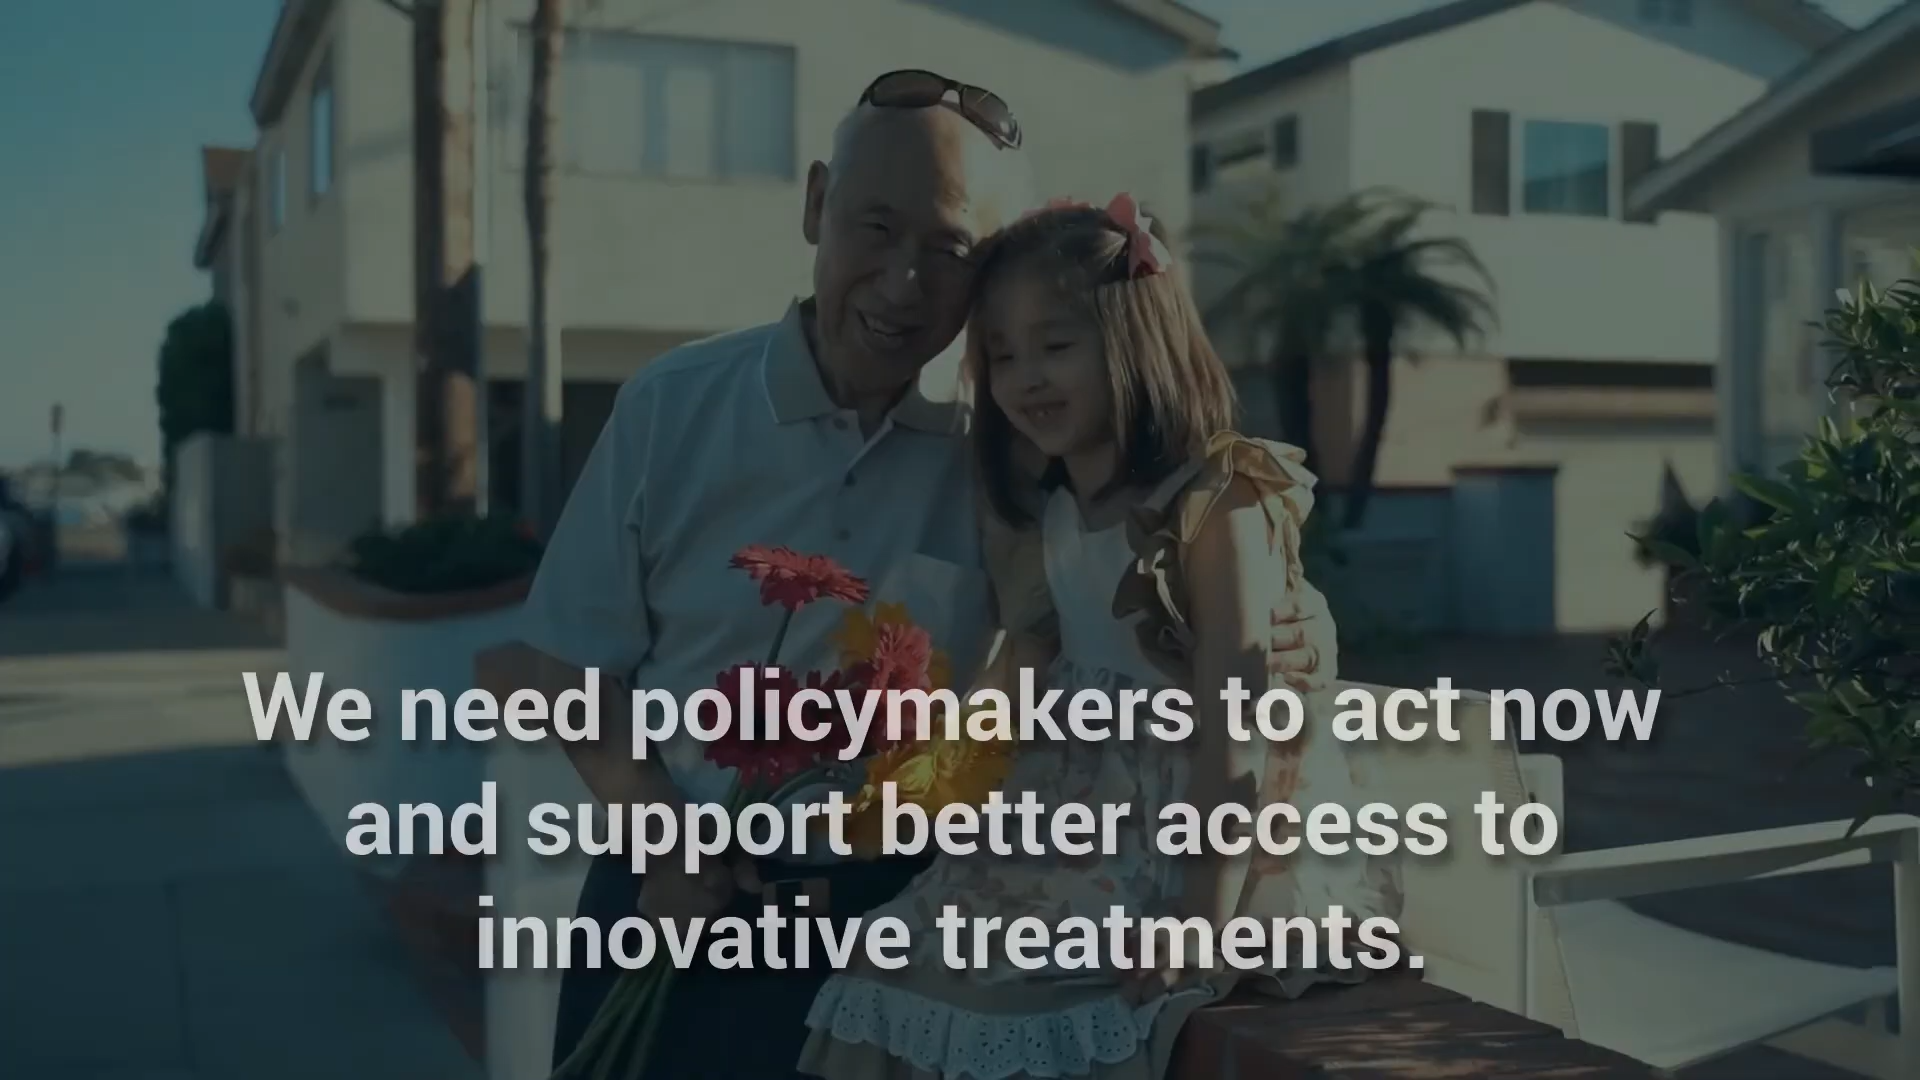 We need policymakers to act now
and support better access to
innovative treatments.